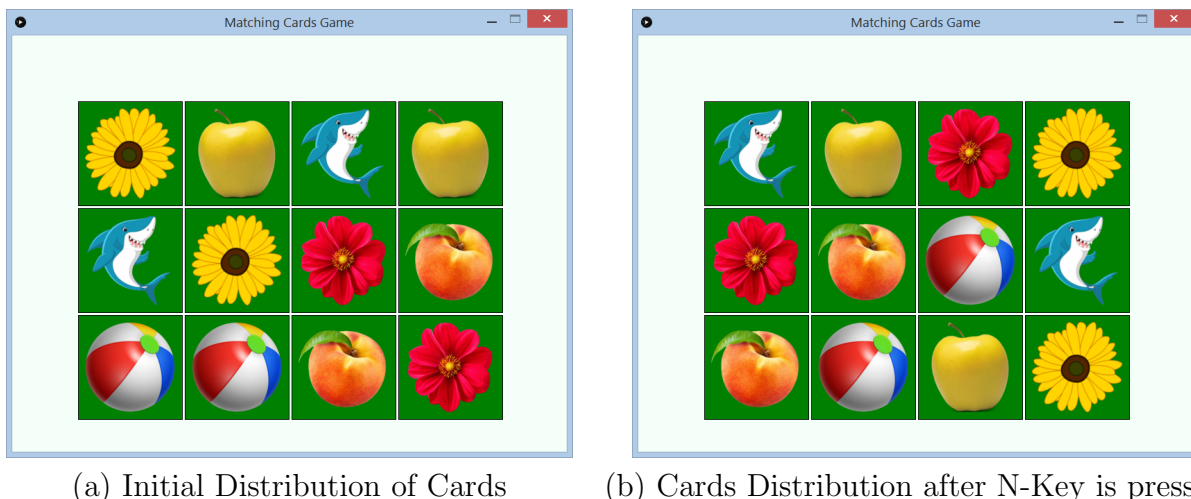 Matching Cards Game
Matching Cards Game
(a) Initial Distribution of Cards
(b) Cards Distribution after N-Key is press